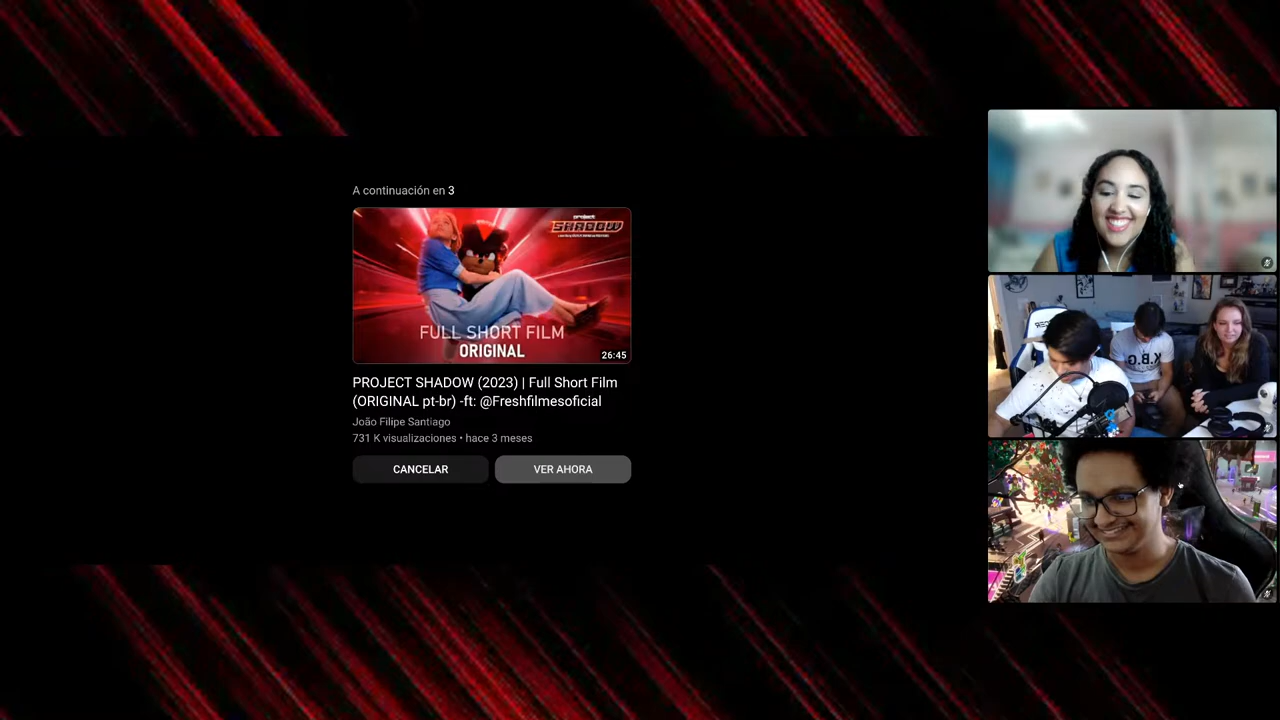 A continuación en 3
project
SHADOW
FULL SHORT FILM
ORIGINAL
26:45
PROJECT SHADOW (2023) | Full Short Film
(ORIGINAL pt-br) -ft: @Freshfilmesoficial
João Filipe Santiago
731 K visualizaciones • hace 3 meses
CANCELAR
VER AHORA
K.B.G